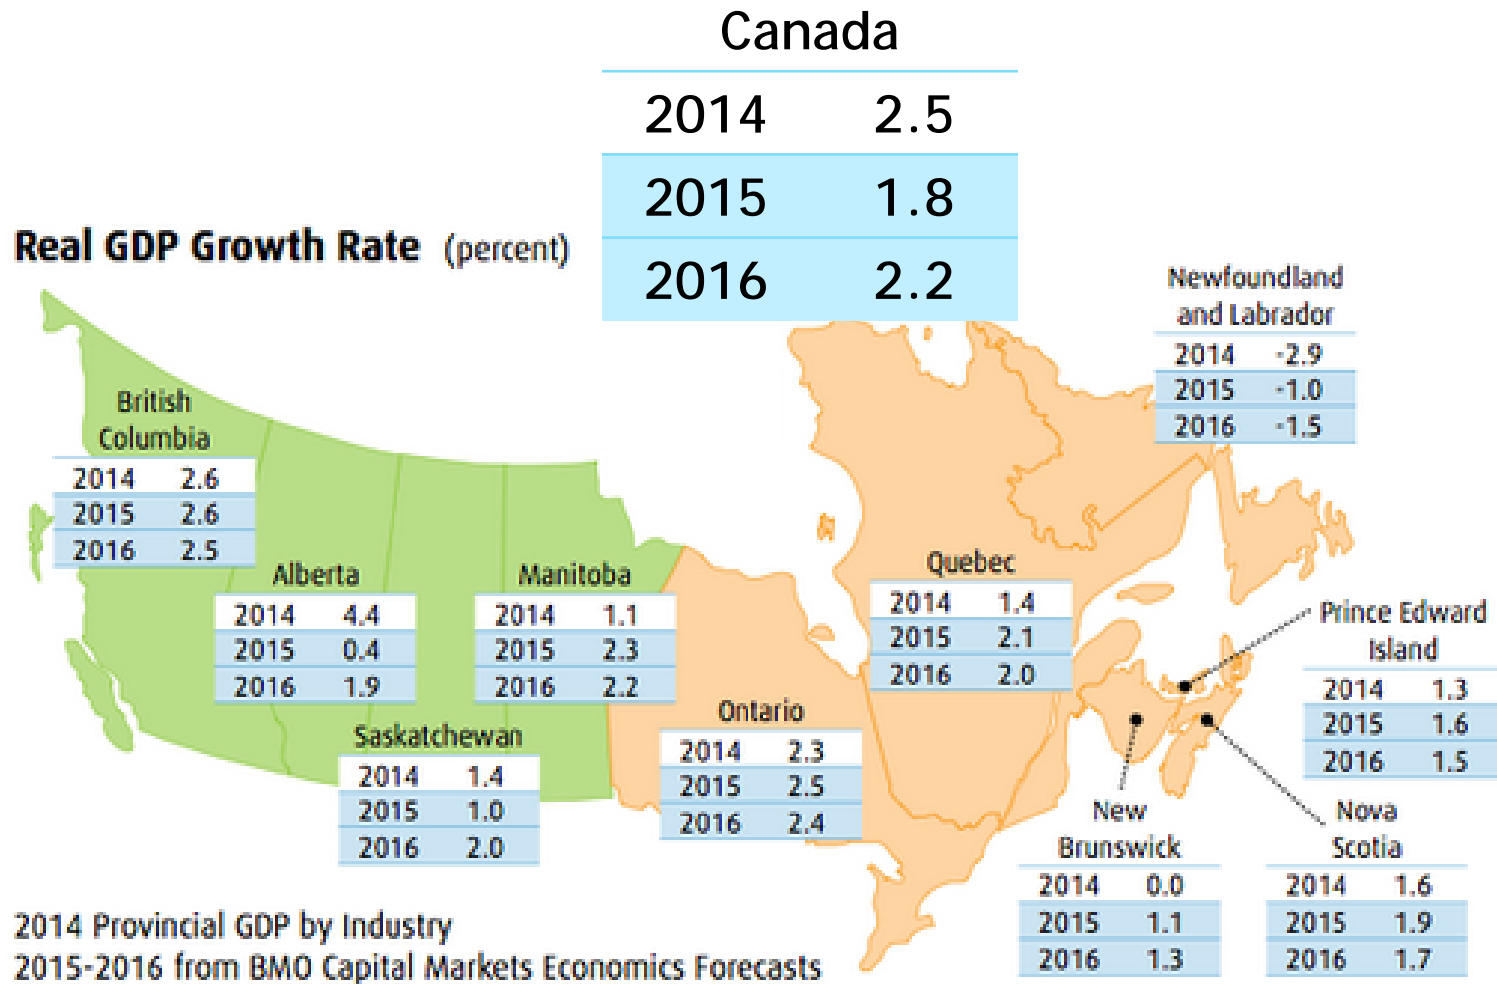 Canada
2014 2.5
2015 1.8
2016 2.2
Real GDP Growth Rate (percent)
Newfoundland
and Labrador
2014 -2.9
2015 -1.0
2016 -1.5
British
Columbia
2014 2.6
2015 2.6
2016 2.5
Alberta
2014 4.4
2015 0.4
2016 1.9
Manitoba
2014 1.1
2015 2.3
2016 2.2
Quebec
2014 1.4
2015 2.1
2016 2.0
Prince Edward
Island
2014 1.3
2015 1.6
2016 1.5
Saskatchewan
2014 1.4
2015 1.0
2016 2.0
Ontario
2014 2.3
2015 2.5
2016 2.4
New
Brunswick
2014 0.0
2015 1.1
2016 1.3
Nova
Scotia
2014 1.6
2015 1.9
2016 1.7
2014 Provincial GDP by Industry
2015-2016 from BMO Capital Markets Economics Forecasts